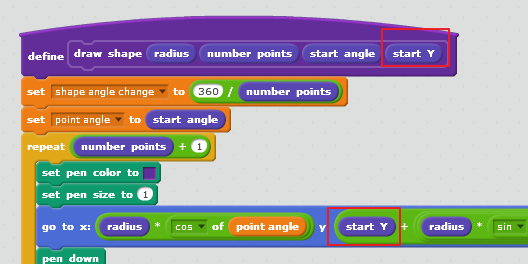 define draw shape radius number points start angle start Y
set shape angle change to 360 / number points
set point angle to start angle
repeat number points + 1
set pen color to
set pen size to 1
go to x: radius * cos of point angle y start Y + radius * sin
pen down